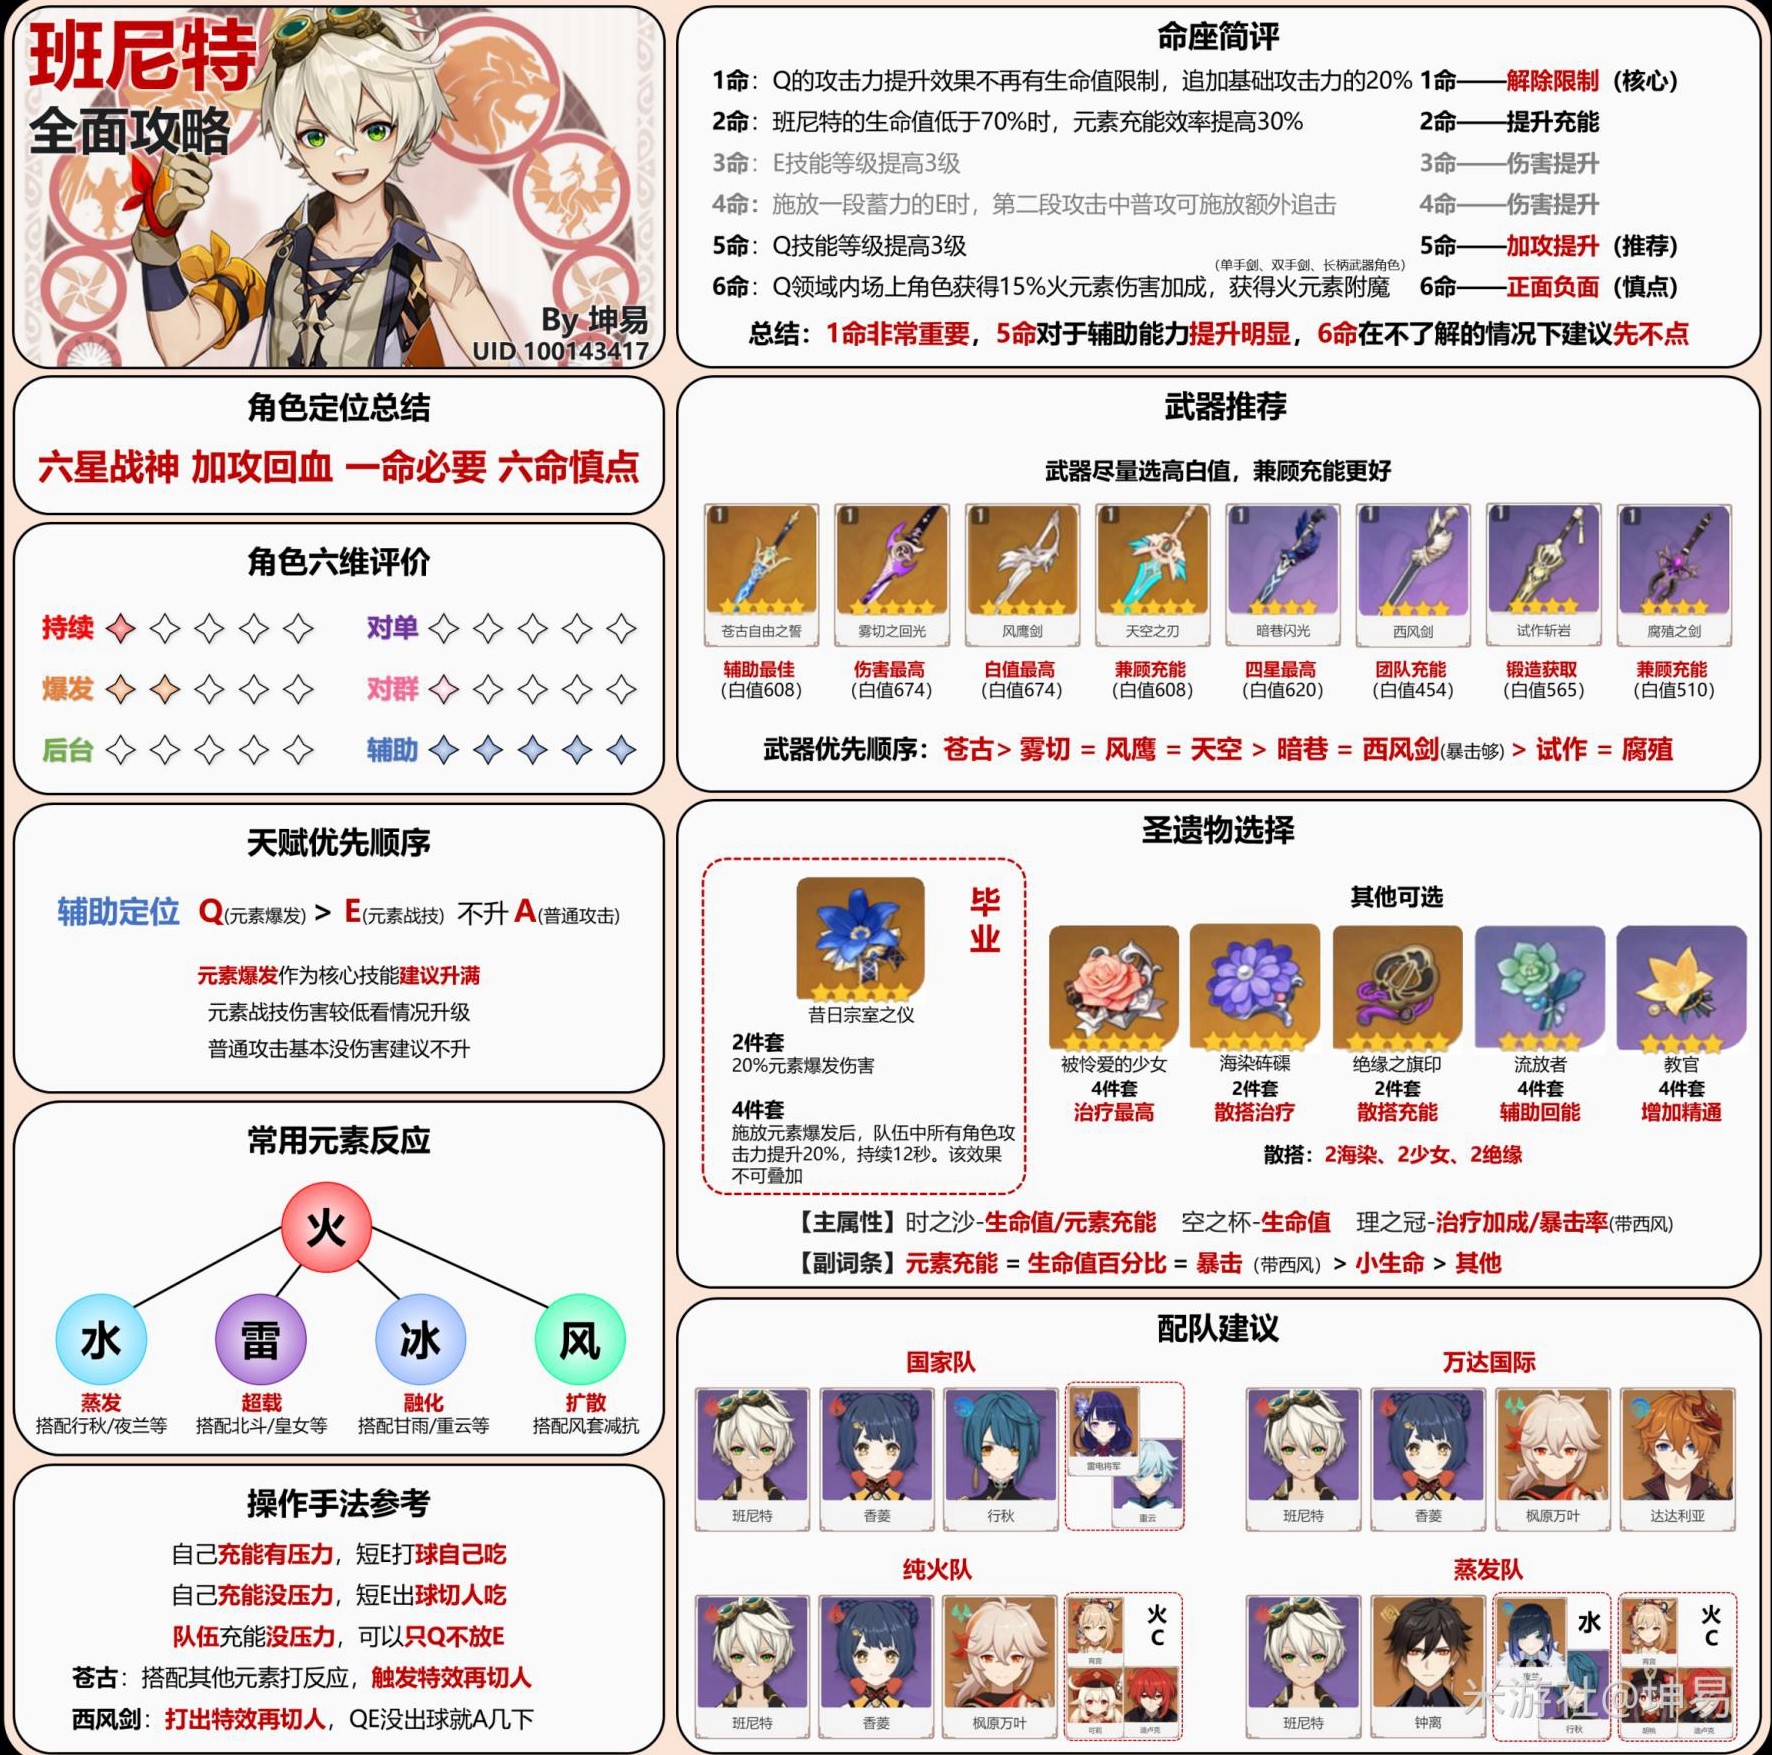 班尼特
全面攻略
By 坤易
UID 100143417
角色定位总结
六星战神 加攻回血 一命必要 六命慎点
角色六维评价
持续
对单
爆发
对群
后台
辅助
天赋优先顺序
辅助定位 Q(元素爆发) > E(元素战技) 不升 A(普通攻击)
元素爆发作为核心技能建议升满
元素战技伤害较低看情况升级
普通攻击基本没伤害建议不升
常用元素反应
火
水 雷 冰 风
蒸发 超载 融化 扩散
搭配行秋/夜兰等 搭配北斗/皇女等 搭配甘雨/重云等 搭配风套减抗
操作手法参考
自己充能有压力，短E打球自己吃
自己充能没压力，短E出球切人吃
队伍充能没压力，可以只Q不放E
苍古：搭配其他元素打反应，触发特效再切人
西风剑：打出特效再切人，QE没出球就A几下
命座简评
1命：Q的攻击力提升效果不再有生命值限制，追加基础攻击力的20% 1命——解除限制（核心）
2命：班尼特的生命值低于70%时，元素充能效率提高30% 2命——提升充能
3命：E技能等级提高3级 3命——伤害提升
4命：施放一段蓄力的E时，第二段攻击中普攻可施放额外追击 4命——伤害提升
5命：Q技能等级提高3级 5命——加攻提升（推荐）
（单手剑、双手剑、长柄武器角色）
6命：Q领域内场上角色获得15%火元素伤害加成，获得火元素附魔 6命——正面负面（慎点）
总结：1命非常重要，5命对于辅助能力提升明显，6命在不了解的情况下建议先不点
武器推荐
武器尽量选高白值，兼顾充能更好
1 1 1 1 1 1 1 1
苍古自由之誓 雾切之回光 风鹰剑 天空之刃 暗巷闪光 西风剑 试作斩岩 腐殖之剑
辅助最佳 伤害最高 白值最高 兼顾充能 四星最高 团队充能 锻造获取 兼顾充能
（白值608） （白值674） （白值674） （白值608） （白值620） （白值454） （白值565） （白值510）
武器优先顺序：苍古> 雾切 = 风鹰 = 天空 > 暗巷 = 西风剑(暴击够) > 试作 = 腐殖
圣遗物选择
毕业
昔日宗室之仪
2件套
20%元素爆发伤害
4件套
施放元素爆发后，队伍中所有角色攻
击力提升20%，持续12秒。该效果
不可叠加
其他可选
被怜爱的少女 海染砗磲 绝缘之旗印 流放者 教官
4件套 2件套 2件套 4件套 4件套
治疗最高 散搭治疗 散搭充能 辅助回能 增加精通
散搭：2海染、2少女、2绝缘
【主属性】时之沙-生命值/元素充能 空之杯-生命值 理之冠-治疗加成/暴击率(带西风)
【副词条】元素充能 = 生命值百分比 = 暴击（带西风）> 小生命 > 其他
配队建议
国家队
班尼特 香菱 行秋 雷电将军 重云
万达国际
班尼特 香菱 枫原万叶 达达利亚
纯火队
火C
班尼特 香菱 枫原万叶 宵宫 可莉 迪卢克
蒸发队
水 火C
班尼特 钟离 夜兰 行秋 宵宫 胡桃 迪卢克
米游社@坤易